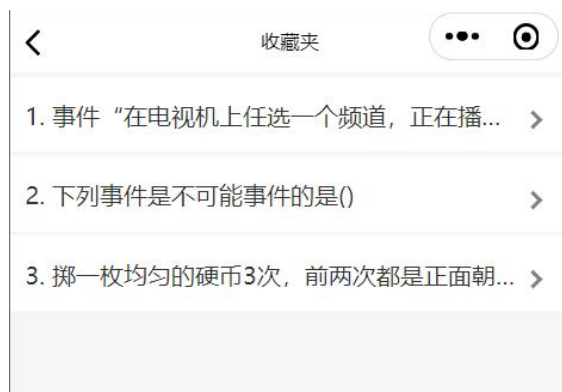 收藏夹
1. 事件“在电视机上任选一个频道，正在播...
2. 下列事件是不可能事件的是()
3. 掷一枚均匀的硬币3次，前两次都是正面朝...